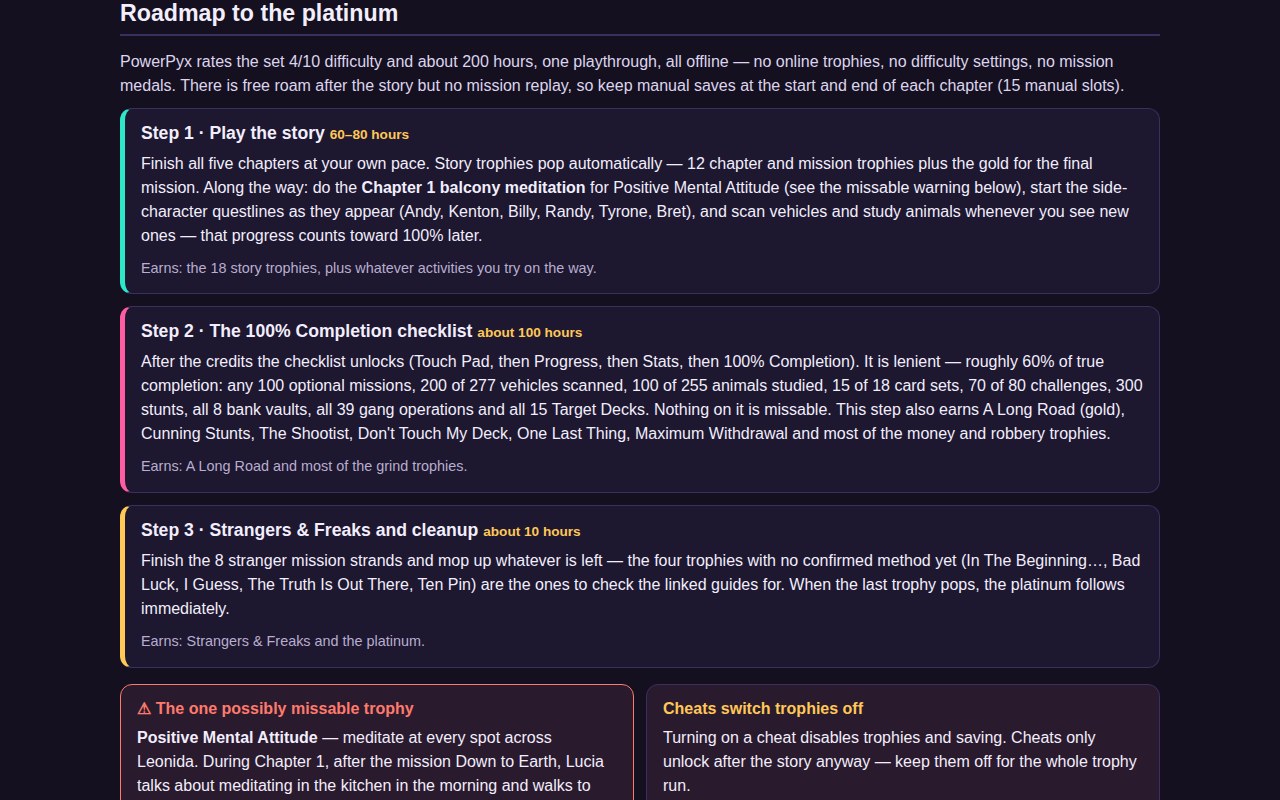 Roadmap to the platinum
PowerPyx rates the set 4/10 difficulty and about 200 hours, one playthrough, all offline — no online trophies, no difficulty settings, no mission
medals. There is free roam after the story but no mission replay, so keep manual saves at the start and end of each chapter (15 manual slots).
Step 1 · Play the story 60–80 hours
Finish all five chapters at your own pace. Story trophies pop automatically — 12 chapter and mission trophies plus the gold for the final
mission. Along the way: do the Chapter 1 balcony meditation for Positive Mental Attitude (see the missable warning below), start the side-
character questlines as they appear (Andy, Kenton, Billy, Randy, Tyrone, Bret), and scan vehicles and study animals whenever you see new
ones — that progress counts toward 100% later.
Earns: the 18 story trophies, plus whatever activities you try on the way.
Step 2 · The 100% Completion checklist about 100 hours
After the credits the checklist unlocks (Touch Pad, then Progress, then Stats, then 100% Completion). It is lenient — roughly 60% of true
completion: any 100 optional missions, 200 of 277 vehicles scanned, 100 of 255 animals studied, 15 of 18 card sets, 70 of 80 challenges, 300
stunts, all 8 bank vaults, all 39 gang operations and all 15 Target Decks. Nothing on it is missable. This step also earns A Long Road (gold),
Cunning Stunts, The Shootist, Don't Touch My Deck, One Last Thing, Maximum Withdrawal and most of the money and robbery trophies.
Earns: A Long Road and most of the grind trophies.
Step 3 · Strangers & Freaks and cleanup about 10 hours
Finish the 8 stranger mission strands and mop up whatever is left — the four trophies with no confirmed method yet (In The Beginning…, Bad
Luck, I Guess, The Truth Is Out There, Ten Pin) are the ones to check the linked guides for. When the last trophy pops, the platinum follows
immediately.
Earns: Strangers & Freaks and the platinum.
⚠ The one possibly missable trophy
Positive Mental Attitude — meditate at every spot across
Leonida. During Chapter 1, after the mission Down to Earth, Lucia
talks about meditating in the kitchen in the morning and walks to
Cheats switch trophies off
Turning on a cheat disables trophies and saving. Cheats only
unlock after the story anyway — keep them off for the whole trophy
run.